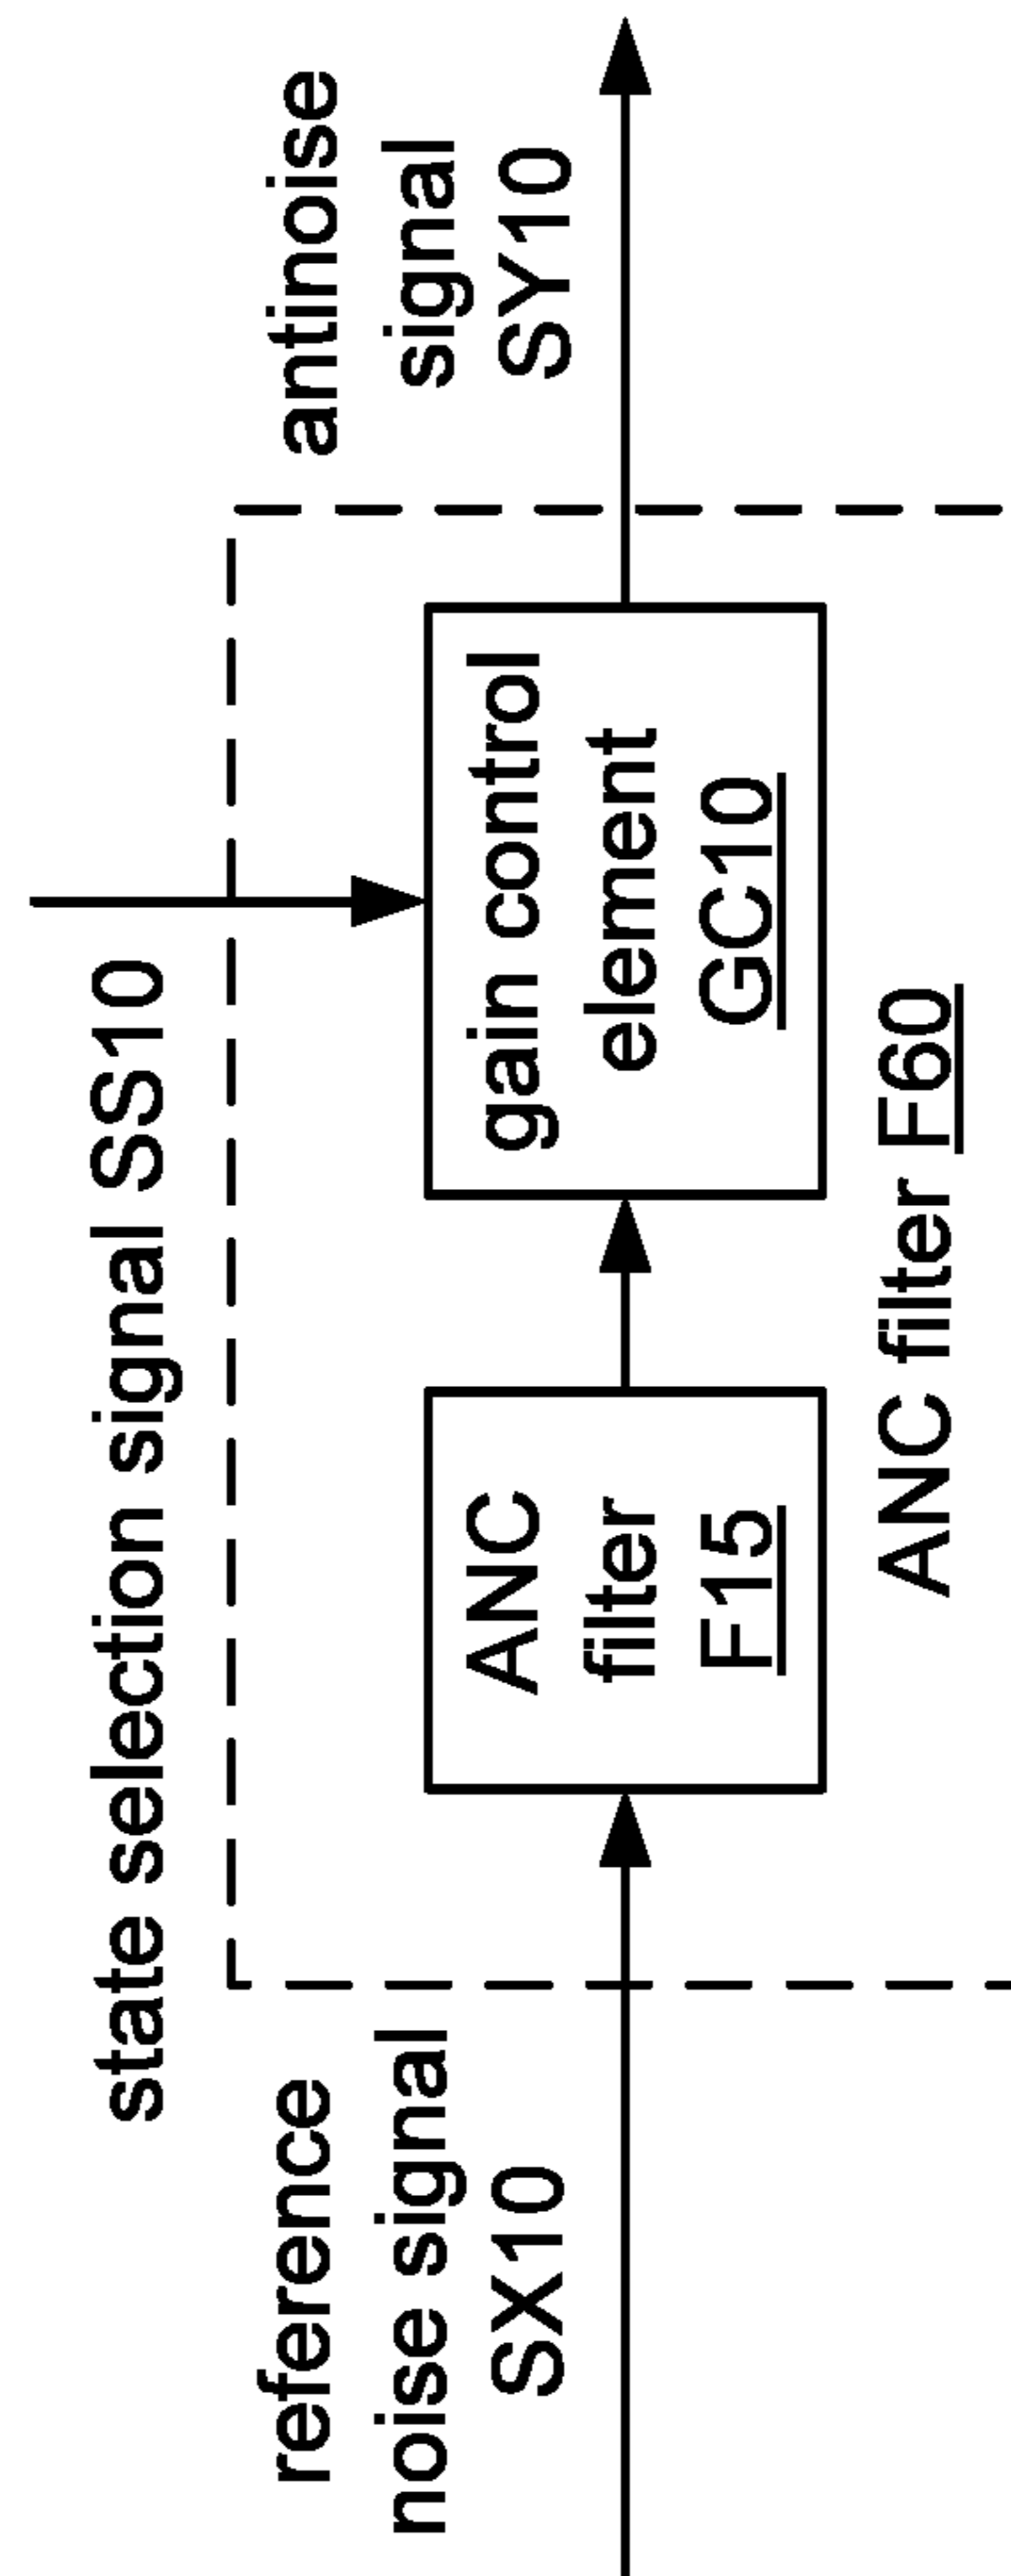 state selection signal SS10
reference
noise signal
SX10
ANC
filter
F15
gain control
element
GC10
antinoise
signal
SY10
ANC filter F60